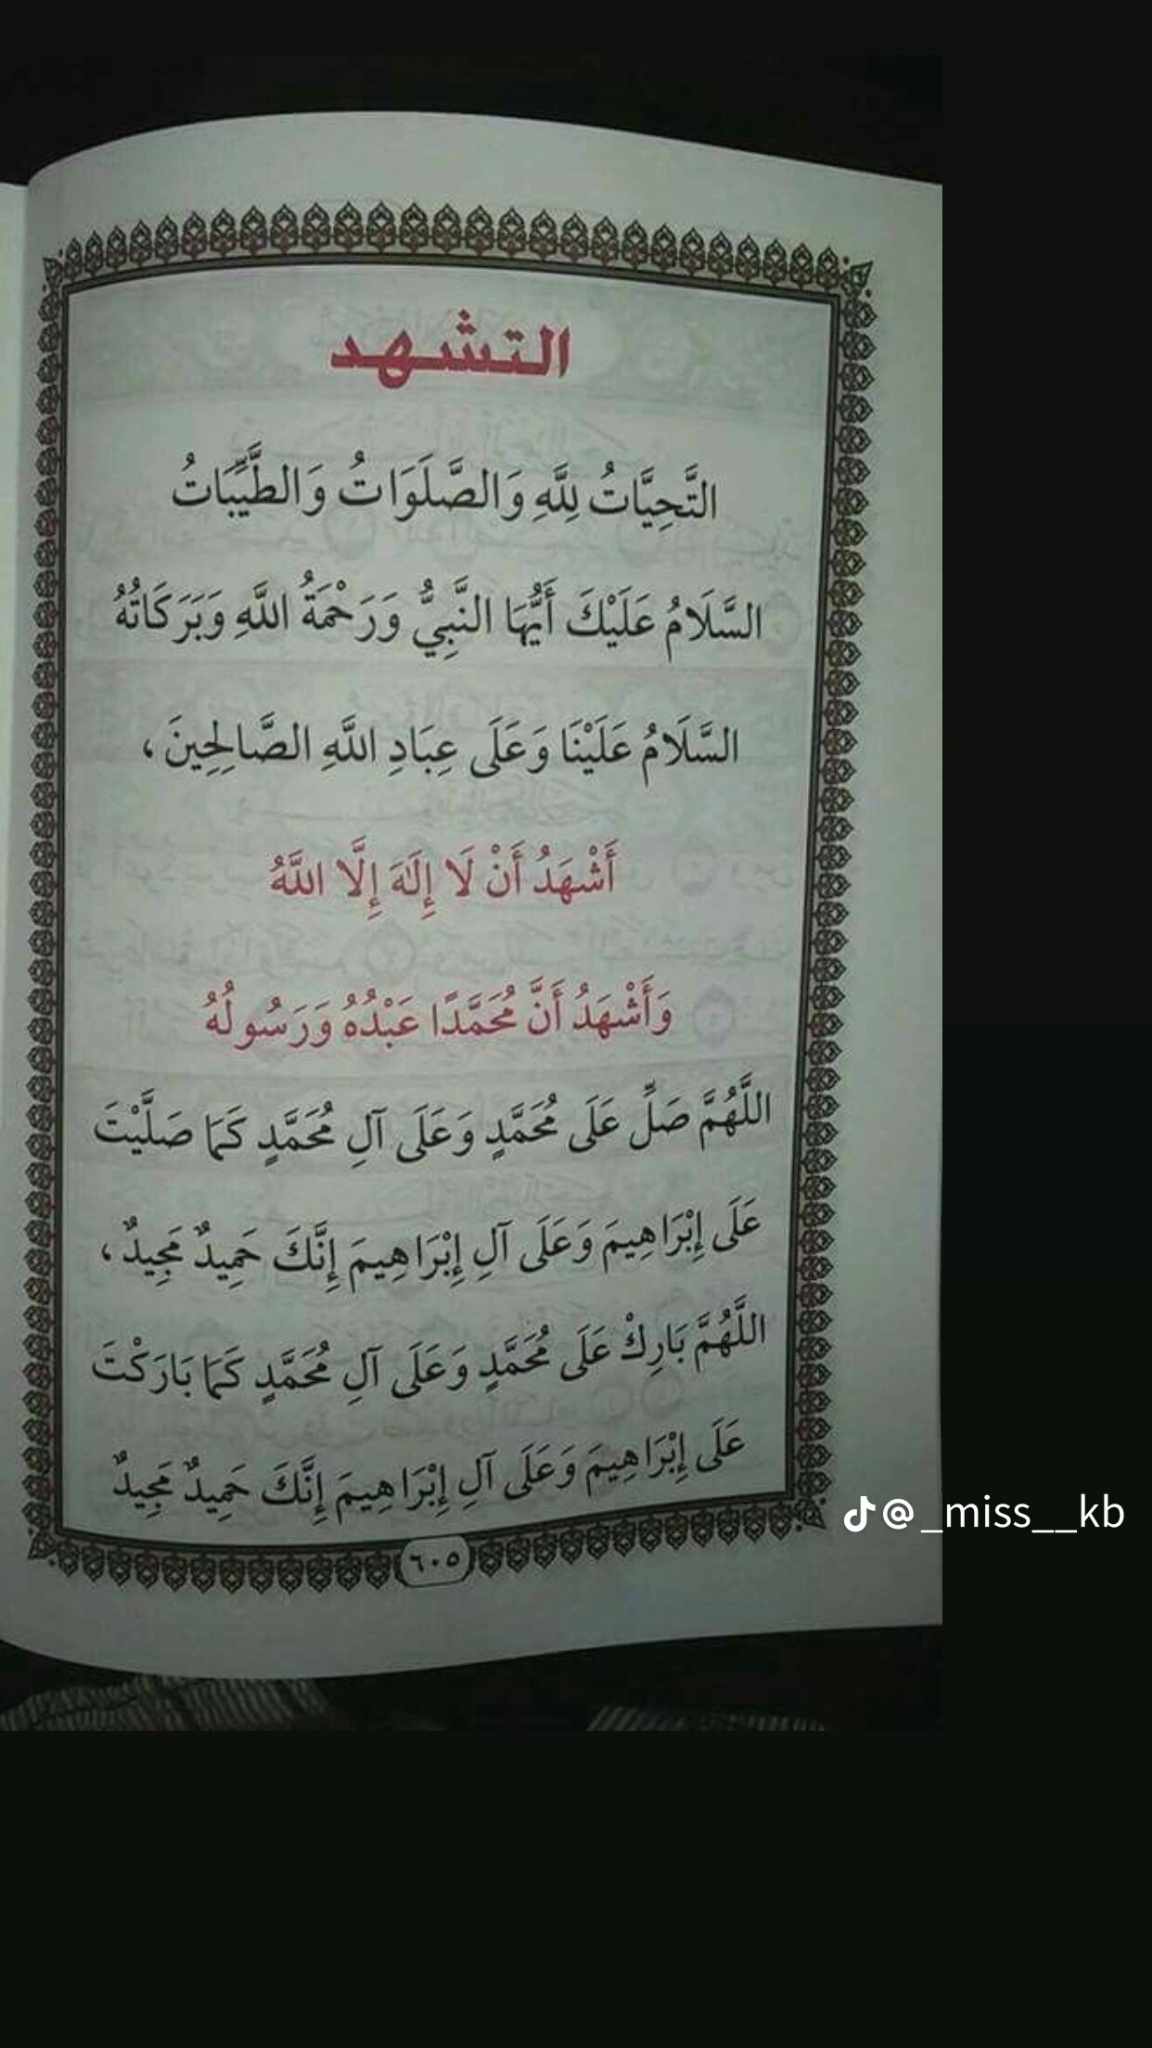 التشهد
التَّحِيَّاتُ لِلَّهِ وَالصَّلَوَاتُ وَالطَّيِّبَاتُ
السَّلَامُ عَلَيْكَ أَيُّهَا النَّبِيُّ وَرَحْمَةُ اللَّهِ وَبَرَكَاتُهُ
السَّلَامُ عَلَيْنَا وَعَلَى عِبَادِ اللَّهِ الصَّالِحِينَ ،
أَشْهَدُ أَنْ لَا إِلَٰهَ إِلَّا اللَّهُ
وَأَشْهَدُ أَنَّ مُحَمَّدًا عَبْدُهُ وَرَسُولُهُ
اللَّهُمَّ صَلِّ عَلَى مُحَمَّدٍ وَعَلَى آلِ مُحَمَّدٍ كَمَا صَلَّيْتَ
عَلَى إِبْرَاهِيمَ وَعَلَى آلِ إِبْرَاهِيمَ إِنَّكَ حَمِيدٌ مَجِيدٌ ،
اللَّهُمَّ بَارِكْ عَلَى مُحَمَّدٍ وَعَلَى آلِ مُحَمَّدٍ كَمَا بَارَكْتَ
عَلَى إِبْرَاهِيمَ وَعَلَى آلِ إِبْرَاهِيمَ إِنَّكَ حَمِيدٌ مَجِيدٌ
@_miss__kb
٦٠٥